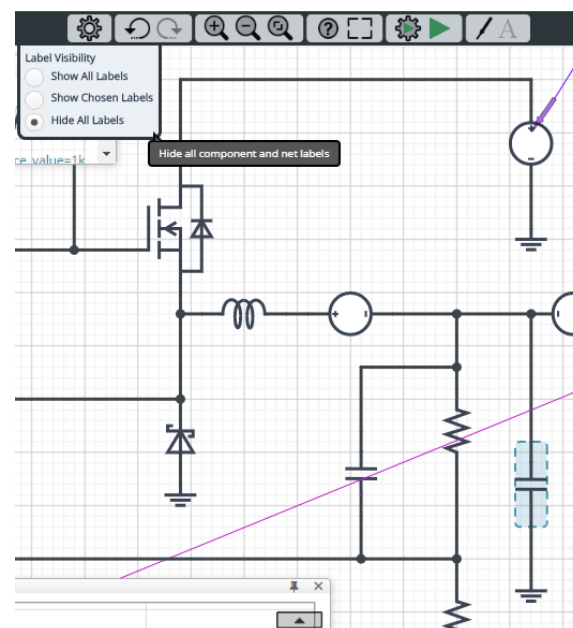 A
Label Visibility
Show All Labels
Show Chosen Labels
Hide All Labels
Hide all component and net labels
ce_value=1k